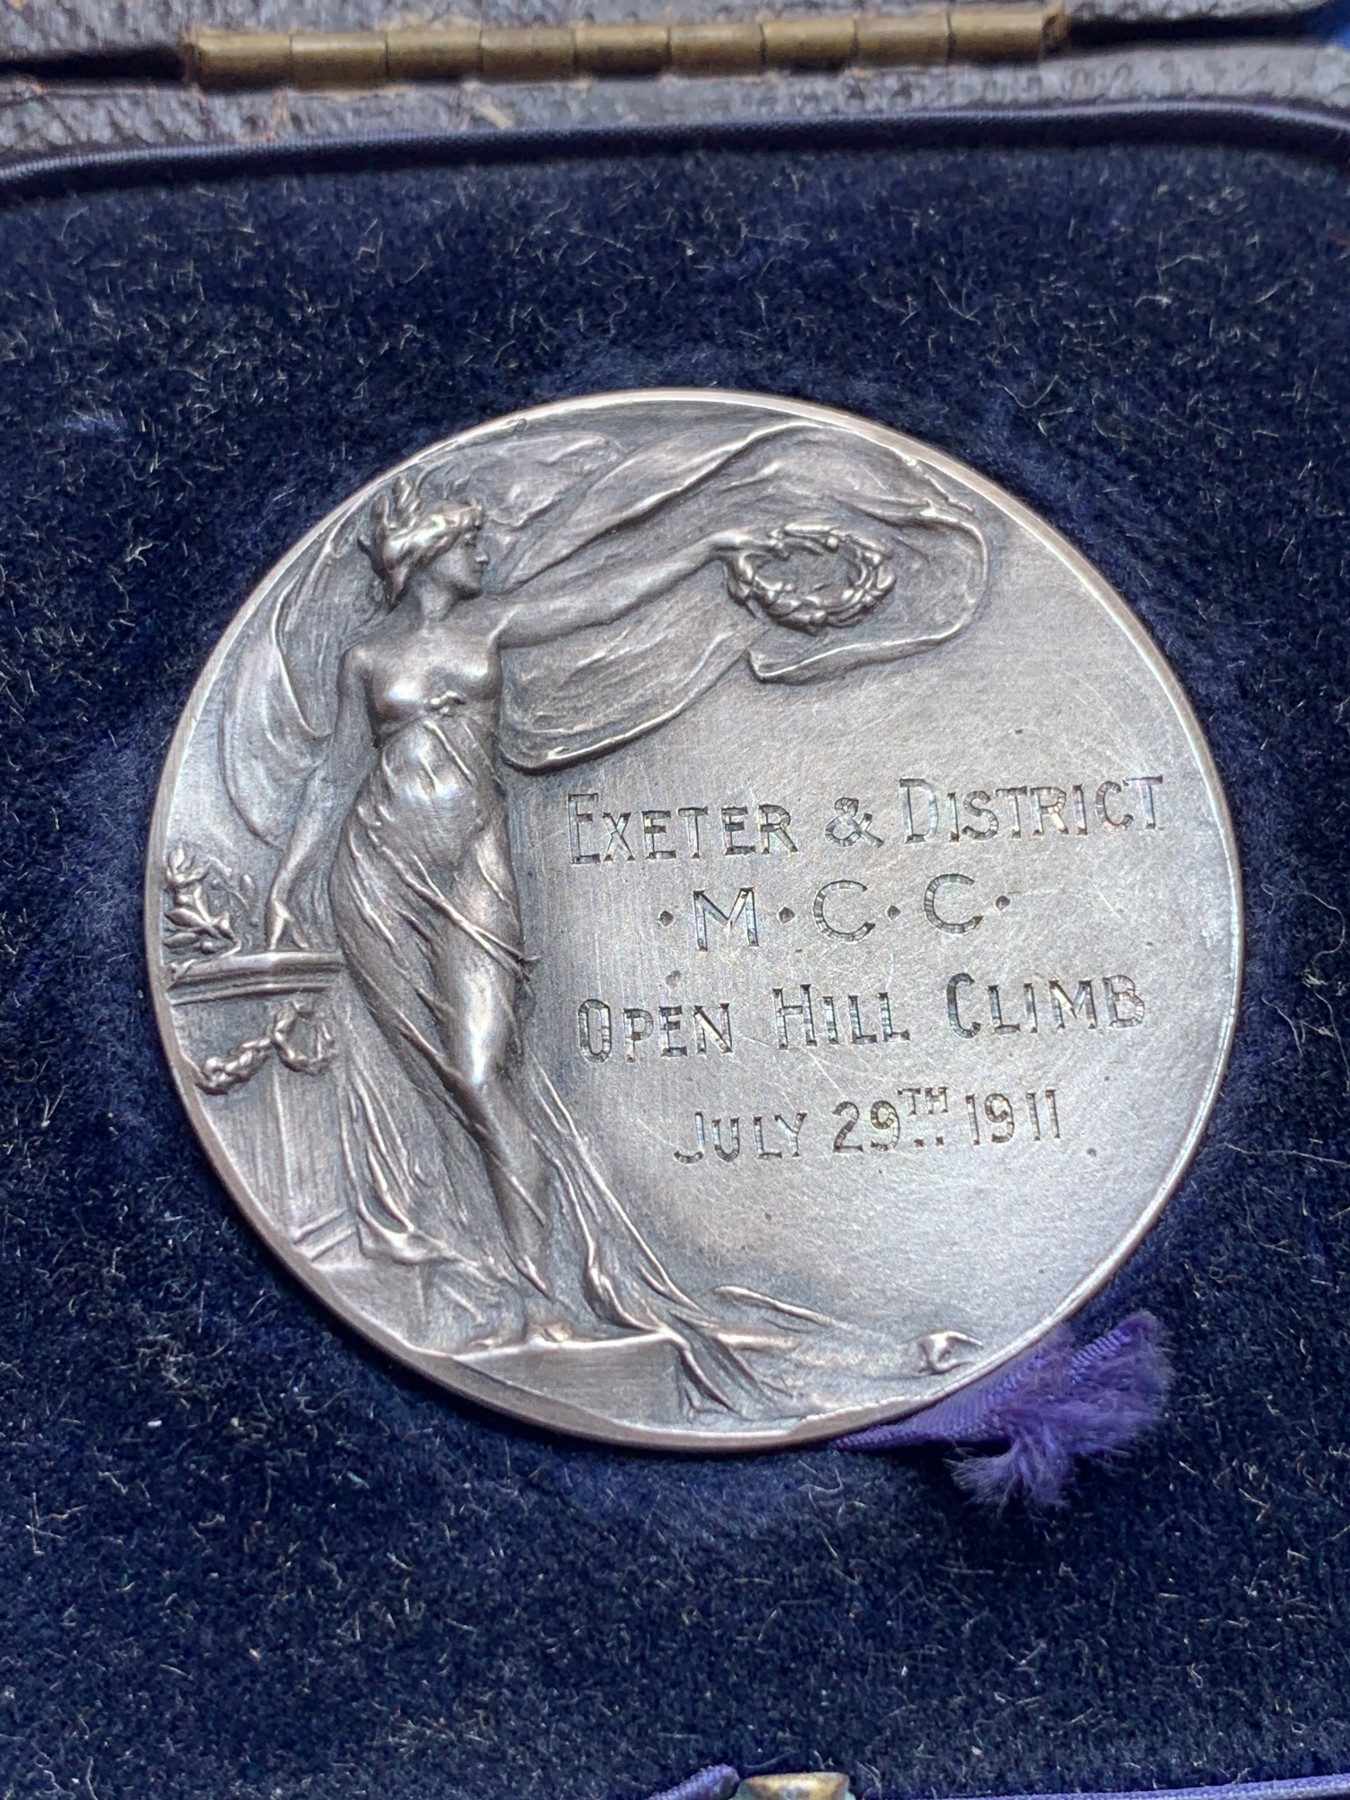 EXETER & DISTRICT
·M·C·C·
OPEN HILL CLIMB
JULY 29TH 1911